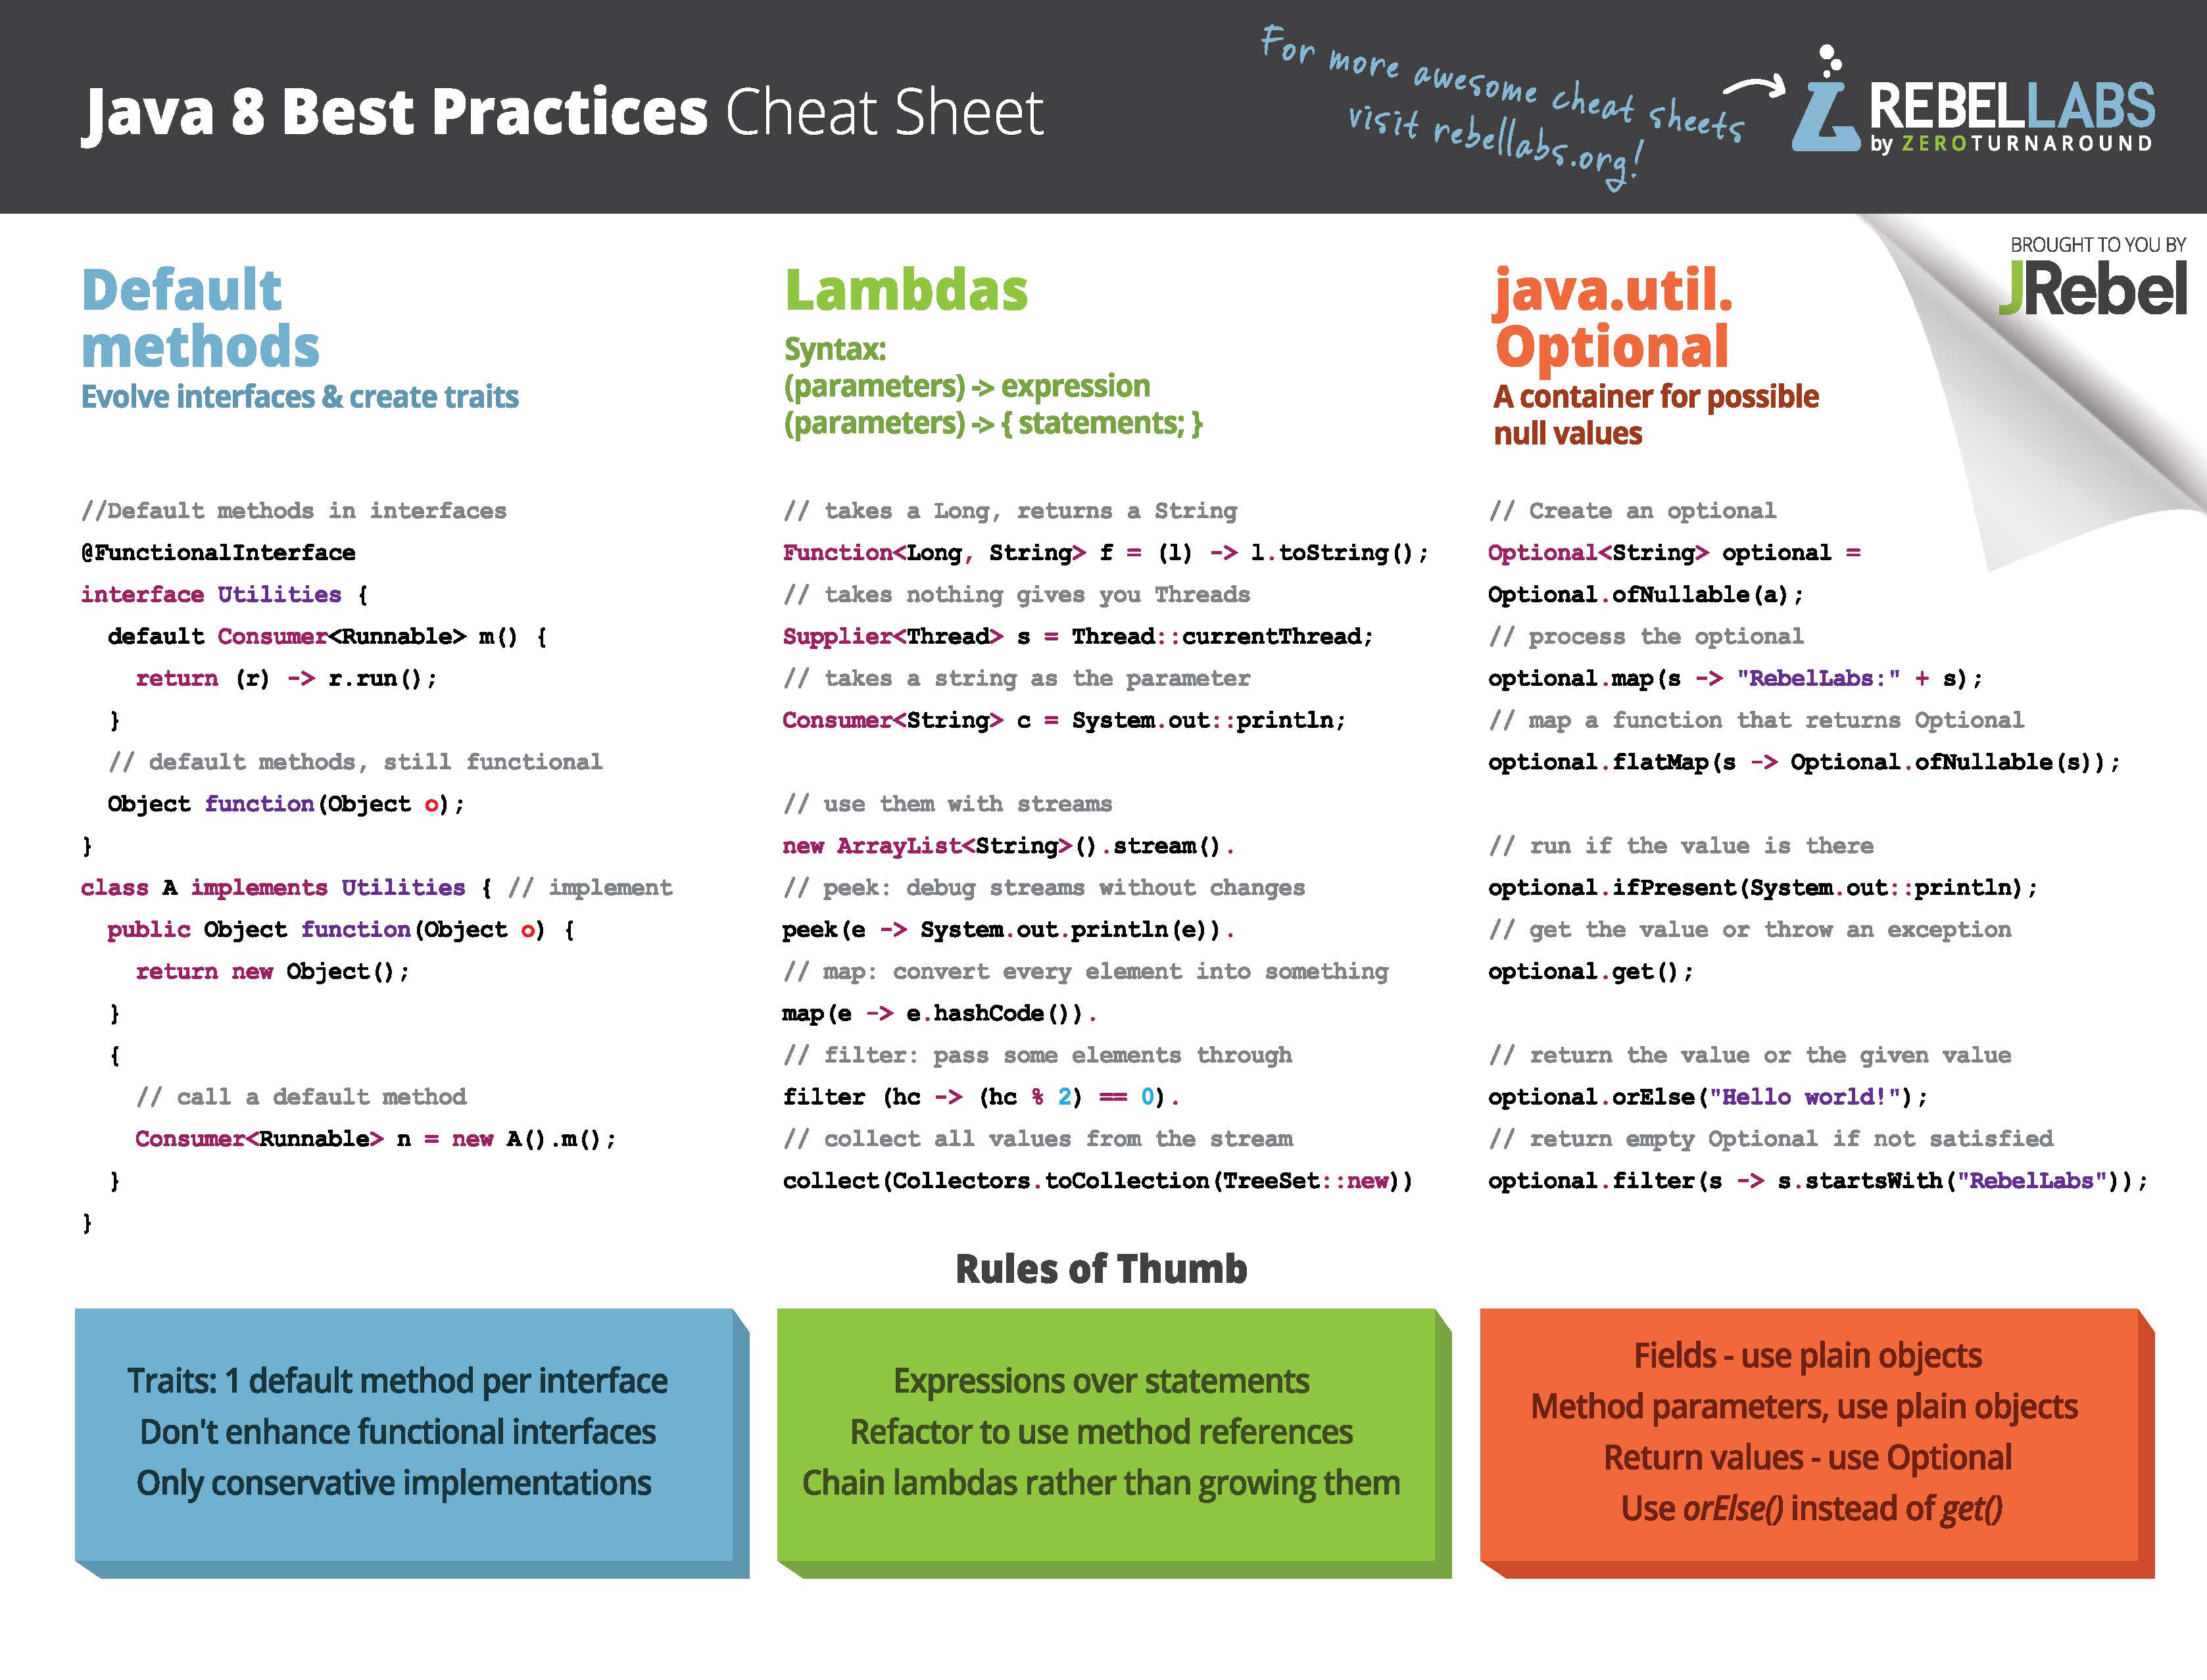 Java 8 Best Practices Cheat Sheet
For more awesome cheat sheets
visit rebellabs.org!
REBELLABS
by ZEROTURNAROUND
BROUGHT TO YOU BY
JRebel
Default
methods
Evolve interfaces & create traits
//Default methods in interfaces
@FunctionalInterface
interface Utilities {
  default Consumer<Runnable> m() {
    return (r) -> r.run();
  }
  // default methods, still functional
  Object function(Object o);
}
class A implements Utilities { // implement
  public Object function(Object o) {
    return new Object();
  }
  {
    // call a default method
    Consumer<Runnable> n = new A().m();
  }
}
Lambdas
Syntax:
(parameters) -> expression
(parameters) -> { statements; }
// takes a Long, returns a String
Function<Long, String> f = (l) -> l.toString();
// takes nothing gives you Threads
Supplier<Thread> s = Thread::currentThread;
// takes a string as the parameter
Consumer<String> c = System.out::println;
// use them with streams
new ArrayList<String>().stream().
// peek: debug streams without changes
peek(e -> System.out.println(e)).
// map: convert every element into something
map(e -> e.hashCode()).
// filter: pass some elements through
filter (hc -> (hc % 2) == 0).
// collect all values from the stream
collect(Collectors.toCollection(TreeSet::new))
java.util.
Optional
A container for possible
null values
// Create an optional
Optional<String> optional =
Optional.ofNullable(a);
// process the optional
optional.map(s -> "RebelLabs:" + s);
// map a function that returns Optional
optional.flatMap(s -> Optional.ofNullable(s));
// run if the value is there
optional.ifPresent(System.out::println);
// get the value or throw an exception
optional.get();
// return the value or the given value
optional.orElse("Hello world!");
// return empty Optional if not satisfied
optional.filter(s -> s.startsWith("RebelLabs"));
Rules of Thumb
Traits: 1 default method per interface
Don't enhance functional interfaces
Only conservative implementations
Expressions over statements
Refactor to use method references
Chain lambdas rather than growing them
Fields - use plain objects
Method parameters, use plain objects
Return values - use Optional
Use orElse() instead of get()